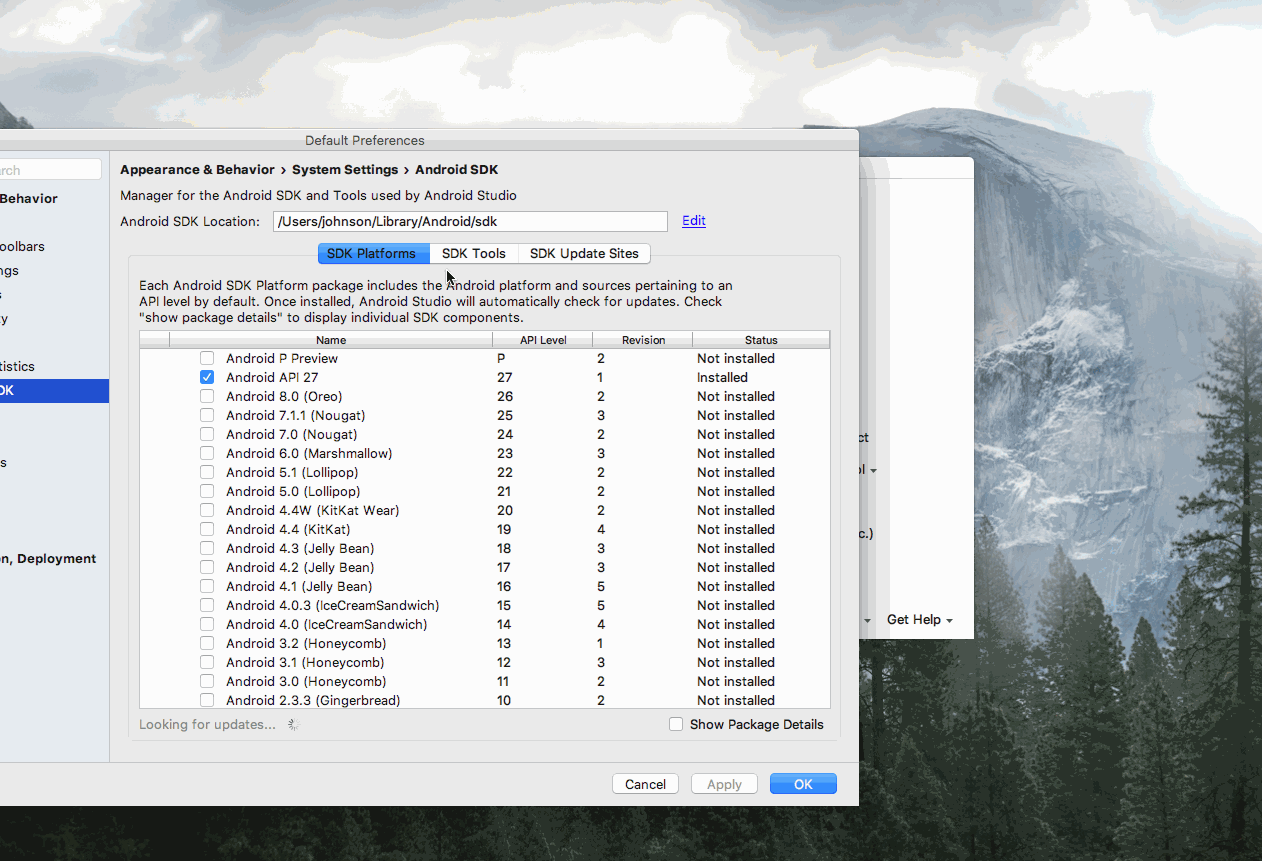 Default Preferences
rch
Behavior
oolbars
ngs
s
ty
tistics
DK
s
on, Deployment
Appearance & Behavior › System Settings › Android SDK
Manager for the Android SDK and Tools used by Android Studio
Android SDK Location: /Users/johnson/Library/Android/sdk Edit
SDK Platforms SDK Tools SDK Update Sites
Each Android SDK Platform package includes the Android platform and sources pertaining to an
API level by default. Once installed, Android Studio will automatically check for updates. Check
"show package details" to display individual SDK components.
Name API Level Revision Status
Android P Preview P 2 Not installed
Android API 27 27 1 Installed
Android 8.0 (Oreo) 26 2 Not installed
Android 7.1.1 (Nougat) 25 3 Not installed
Android 7.0 (Nougat) 24 2 Not installed
Android 6.0 (Marshmallow) 23 3 Not installed
Android 5.1 (Lollipop) 22 2 Not installed
Android 5.0 (Lollipop) 21 2 Not installed
Android 4.4W (KitKat Wear) 20 2 Not installed
Android 4.4 (KitKat) 19 4 Not installed
Android 4.3 (Jelly Bean) 18 3 Not installed
Android 4.2 (Jelly Bean) 17 3 Not installed
Android 4.1 (Jelly Bean) 16 5 Not installed
Android 4.0.3 (IceCreamSandwich) 15 5 Not installed
Android 4.0 (IceCreamSandwich) 14 4 Not installed
Android 3.2 (Honeycomb) 13 1 Not installed
Android 3.1 (Honeycomb) 12 3 Not installed
Android 3.0 (Honeycomb) 11 2 Not installed
Android 2.3.3 (Gingerbread) 10 2 Not installed
Looking for updates... Show Package Details
Cancel Apply OK
ct
ol
c.)
Get Help